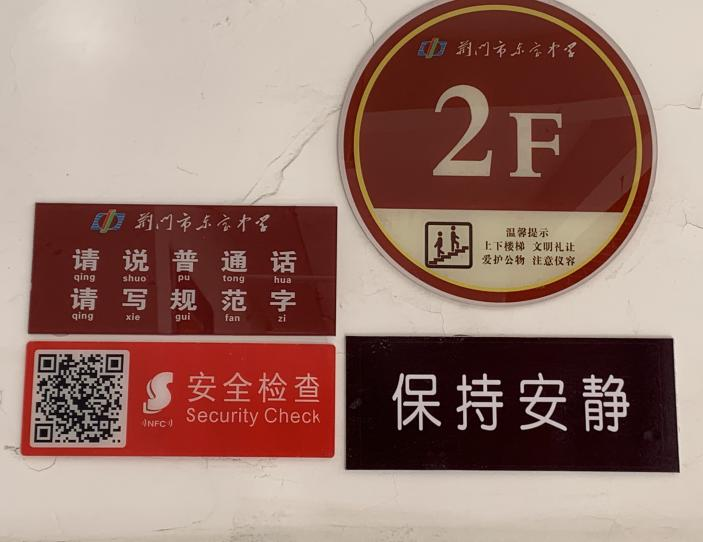 荆门市东宝中学
2F
温馨提示
上下楼梯 文明礼让
爱护公物 注意仪容
荆门市东宝中学
请 说 普 通 话
qing shuo pu tong hua
请 写 规 范 字
qing xie gui fan zi
安全检查
Security Check
NFC
保持安静